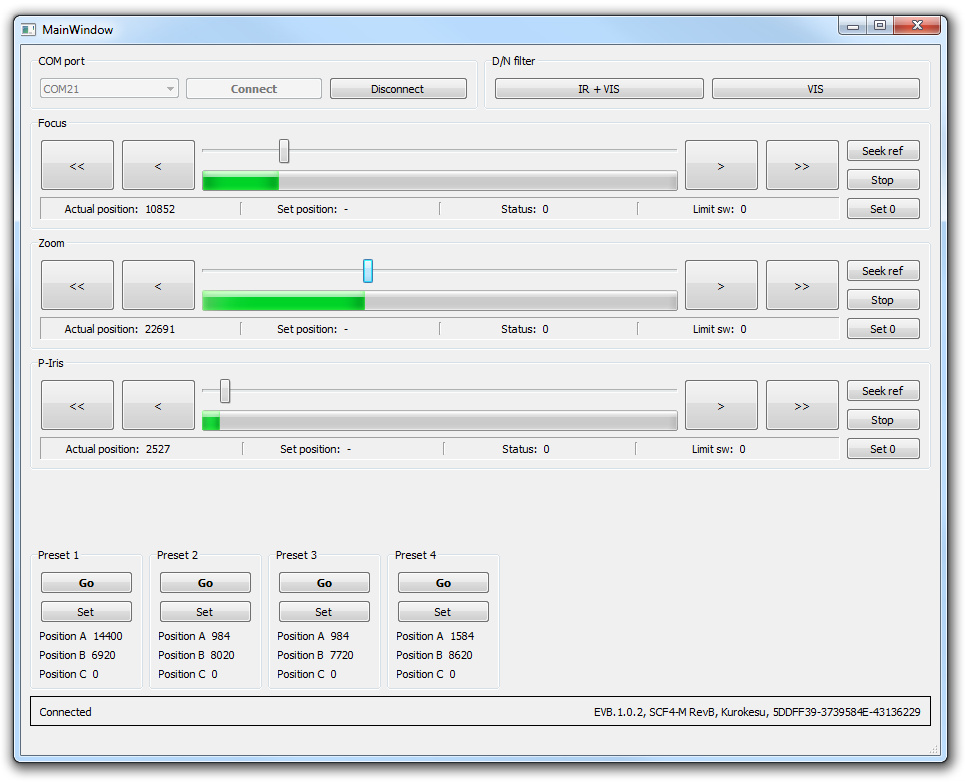 MainWindow
COM port
D/N filter
COM21 Connect Disconnect IR + VIS VIS
Focus
<< < > >> Seek ref
Stop
Actual position: 10852 Set position: - Status: 0 Limit sw: 0 Set 0
Zoom
<< < > >> Seek ref
Stop
Actual position: 22691 Set position: - Status: 0 Limit sw: 0 Set 0
P-Iris
<< < > >> Seek ref
Stop
Actual position: 2527 Set position: - Status: 0 Limit sw: 0 Set 0
Preset 1 Preset 2 Preset 3 Preset 4
Go Go Go Go
Set Set Set Set
Position A 14400 Position A 984 Position A 984 Position A 1584
Position B 6920 Position B 8020 Position B 7720 Position B 8620
Position C 0 Position C 0 Position C 0 Position C 0
Connected EVB.1.0.2, SCF4-M RevB, Kurokesu, 5DDFF39-3739584E-43136229